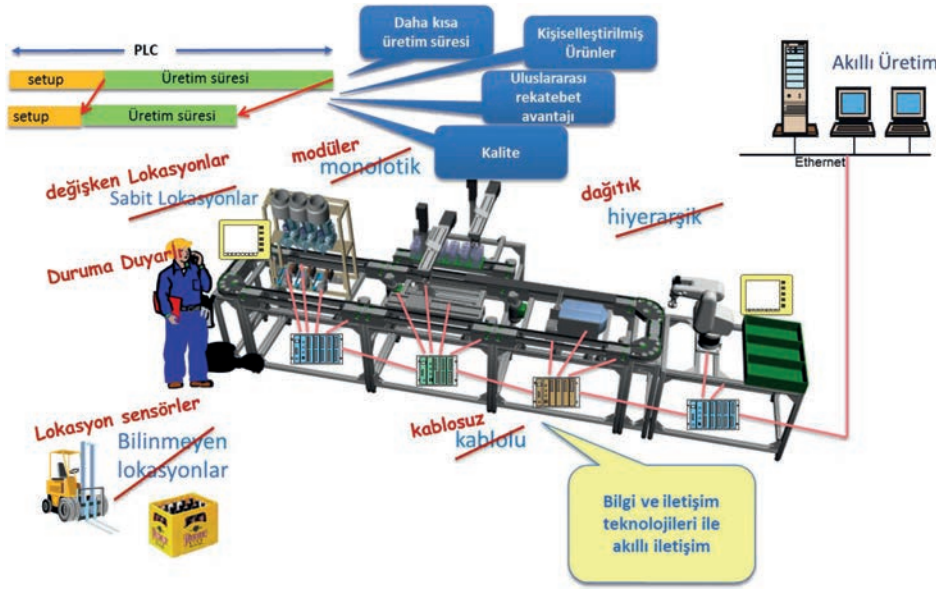 PLC
setup
Üretim süresi
setup
Üretim süresi
Daha kısa
üretim süresi
Kişiselleştirilmiş
Ürünler
Uluslararası
rekatebet
avantajı
Kalite
Akıllı Üretim
Ethernet
değişken Lokasyonlar
Sabit Lokasyonlar
modüler
monolotik
dağıtık
hiyerarşik
Duruma Duyarlı
Lokasyon sensörler
Bilinmeyen
lokasyonlar
kablosuz
kablolu
Bilgi ve iletişim
teknolojileri ile
akıllı iletişim